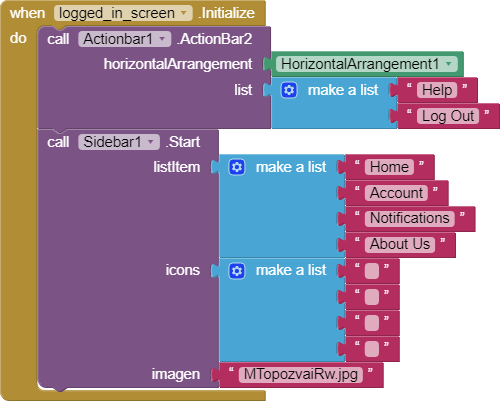 when logged_in_screen .Initialize
do call Actionbar1 .ActionBar2
horizontalArrangement HorizontalArrangement1
list make a list " Help "
" Log Out "
call Sidebar1 .Start
listItem make a list " Home "
" Account "
" Notifications "
" About Us "
icons make a list " "
" "
" "
" "
imagen " MTopozvaiRw.jpg "